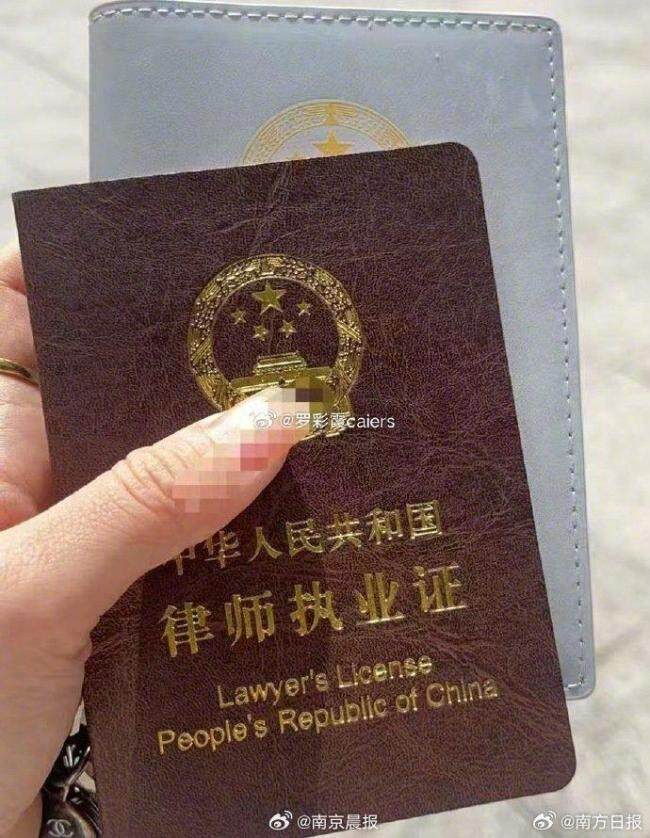 @罗彩霞caiers
中华人民共和国
律师执业证
Lawyer's License
People's Republic of China
@南京晨报
@南方日报